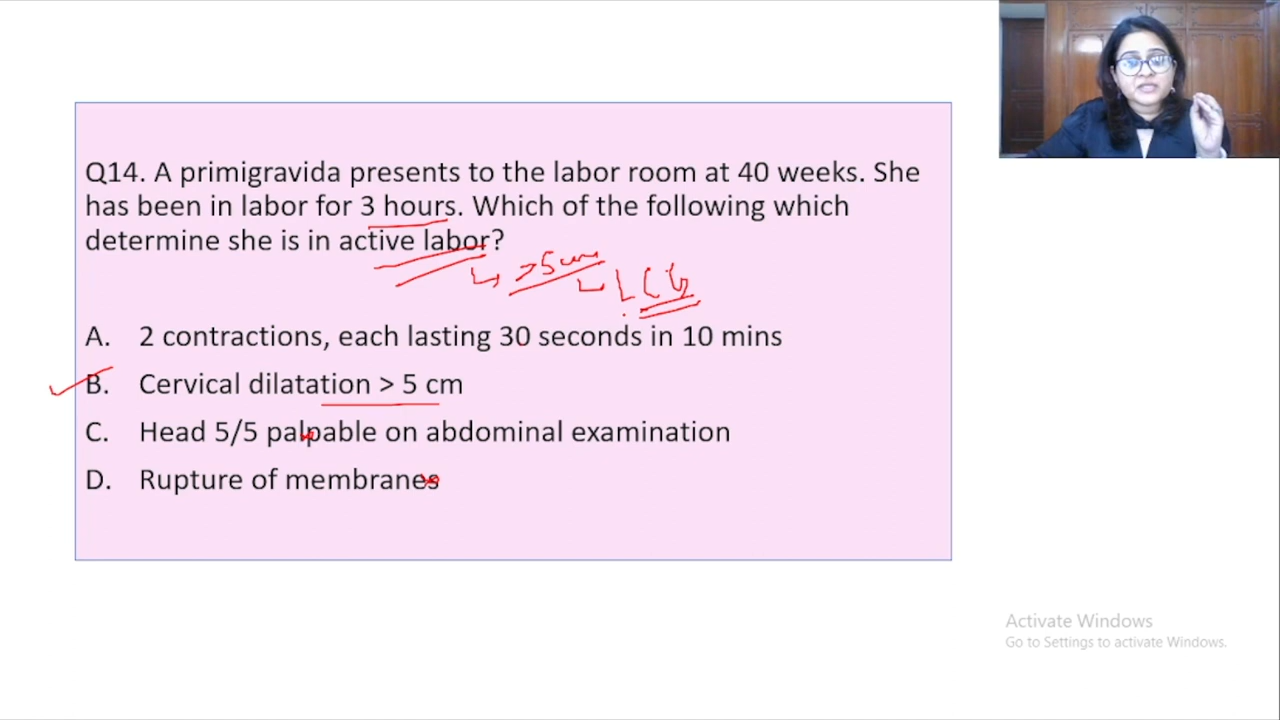 Q14. A primigravida presents to the labor room at 40 weeks. She
has been in labor for 3 hours. Which of the following which
determine she is in active labor?
>5cm
LCG
A. 2 contractions, each lasting 30 seconds in 10 mins
B. Cervical dilatation > 5 cm
C. Head 5/5 palpable on abdominal examination
D. Rupture of membranes
Activate Windows
Go to Settings to activate Windows.